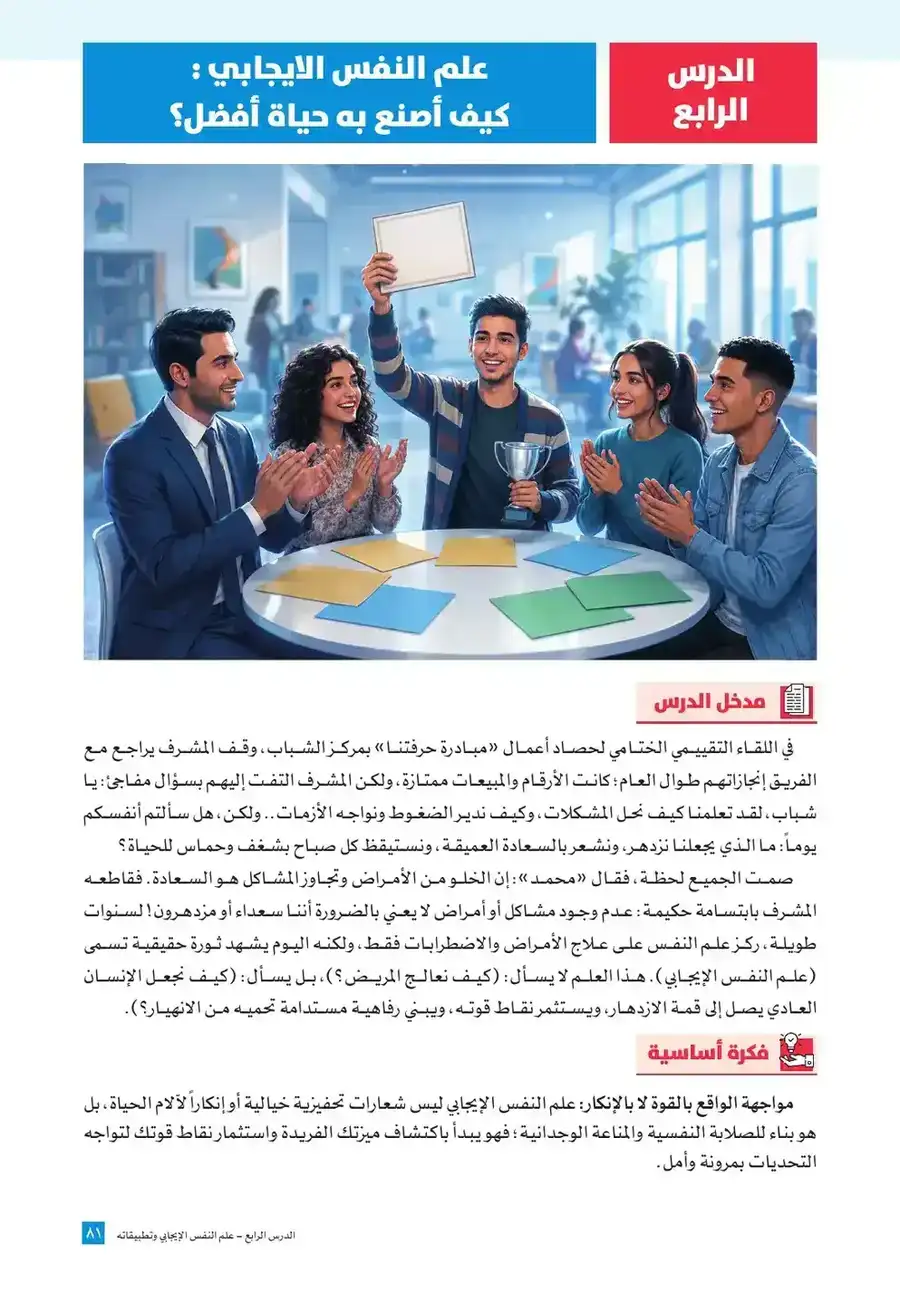 الدرس
الرابع
علم النفس الايجابي :
كيف أصنع به حياة أفضل؟
مدخل الدرس
في اللقاء التقييمي الختامي لحصاد أعمال «مبادرة حرفتنا» بمركز الشباب، وقف المشرف يراجع مع
الفريق إنجازاتهم طوال العام؛ كانت الأرقام والمبيعات ممتازة، ولكن المشرف التفت إليهم بسؤال مفاجئ: يا
شباب، لقد تعلمنا كيف نحل المشكلات، وكيف ندير الضغوط ونواجه الأزمات.. ولكن، هل سألتم أنفسكم
يوماً: ما الذي يجعلنا نزدهر، ونشعر بالسعادة العميقة، ونستيقظ كل صباح بشغف وحماس للحياة؟
صمت الجميع لحظة، فقال «محمد»: إن الخلو من الأمراض وتجاوز المشاكل هو السعادة. فقاطعه
المشرف بابتسامة حكيمة: عدم وجود مشاكل أو أمراض لا يعني بالضرورة أننا سعداء أو مزدهرون! لسنوات
طويلة، ركز علم النفس على علاج الأمراض والاضطرابات فقط، ولكنه اليوم يشهد ثورة حقيقية تسمى
(علم النفس الإيجابي). هذا العلم لا يسأل: (كيف نعالج المريض؟)، بل يسأل: (كيف نجعل الإنسان
العادي يصل إلى قمة الازدهار، ويستثمر نقاط قوته، ويبني رفاهية مستدامة تحميه من الانهيار؟).
فكرة أساسية
مواجهة الواقع بالقوة لا بالإنكار: علم النفس الإيجابي ليس شعارات تحفيزية خيالية أو إنكاراً لآلام الحياة، بل
هو بناء للصلابة النفسية والمناعة الوجدانية؛ فهو يبدأ باكتشاف ميزتك الفريدة واستثمار نقاط قوتك لتواجه
التحديات بمرونة وأمل.
الدرس الرابع – علم النفس الإيجابي وتطبيقاته
٨١